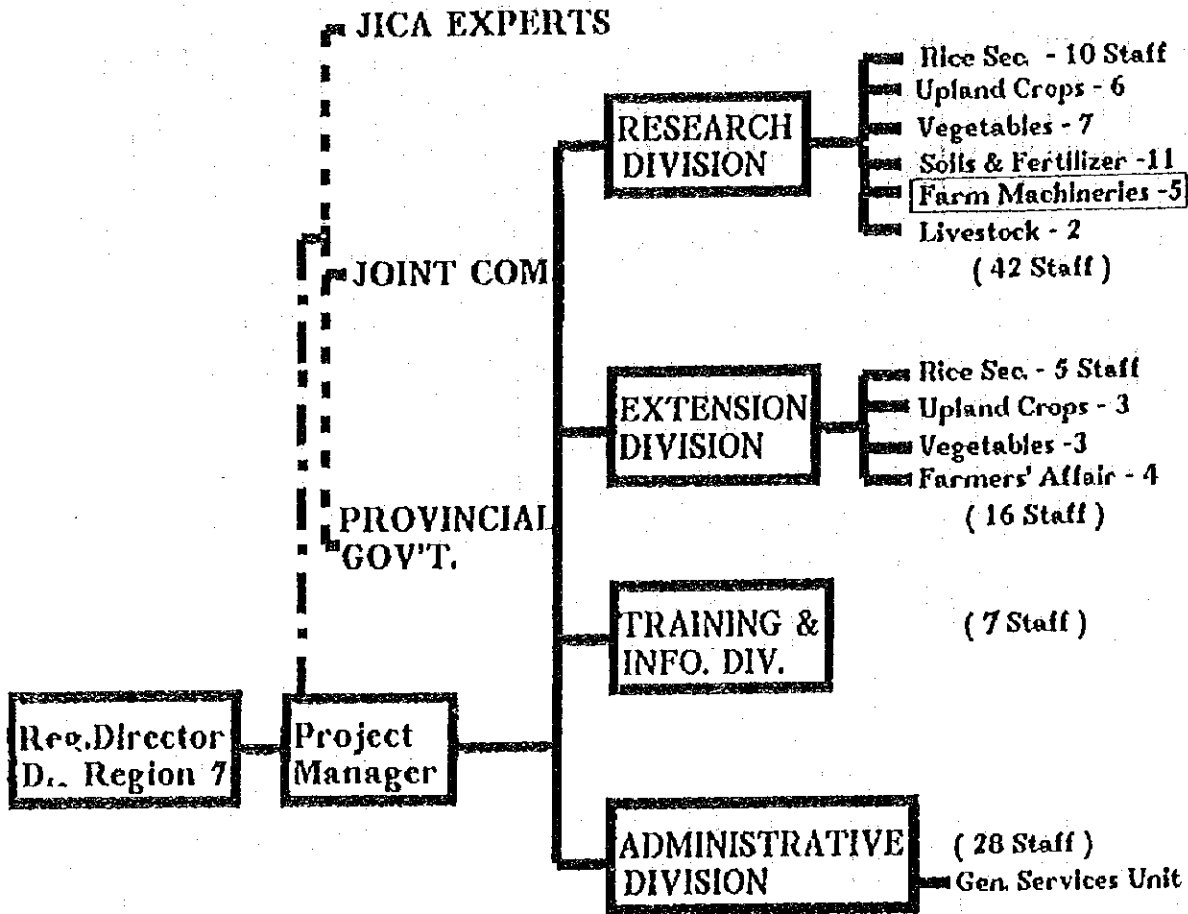 JICA EXPERTS
JOINT COM
PROVINCIAL
GOV'T.
Reg.Director
Region 7
Project
Manager
RESEARCH
DIVISION
Rice Sec. - 10 Staff
Upland Crops - 6
Vegetables - 7
Soils & Fertilizer -11
Farm Machineries -5
Livestock - 2
( 42 Staff )
EXTENSION
DIVISION
Rice Sec. - 5 Staff
Upland Crops - 3
Vegetables -3
Farmers' Affair - 4
( 16 Staff )
TRAINING &
INFO. DIV.
( 7 Staff )
ADMINISTRATIVE
DIVISION
( 28 Staff )
Gen. Services Unit